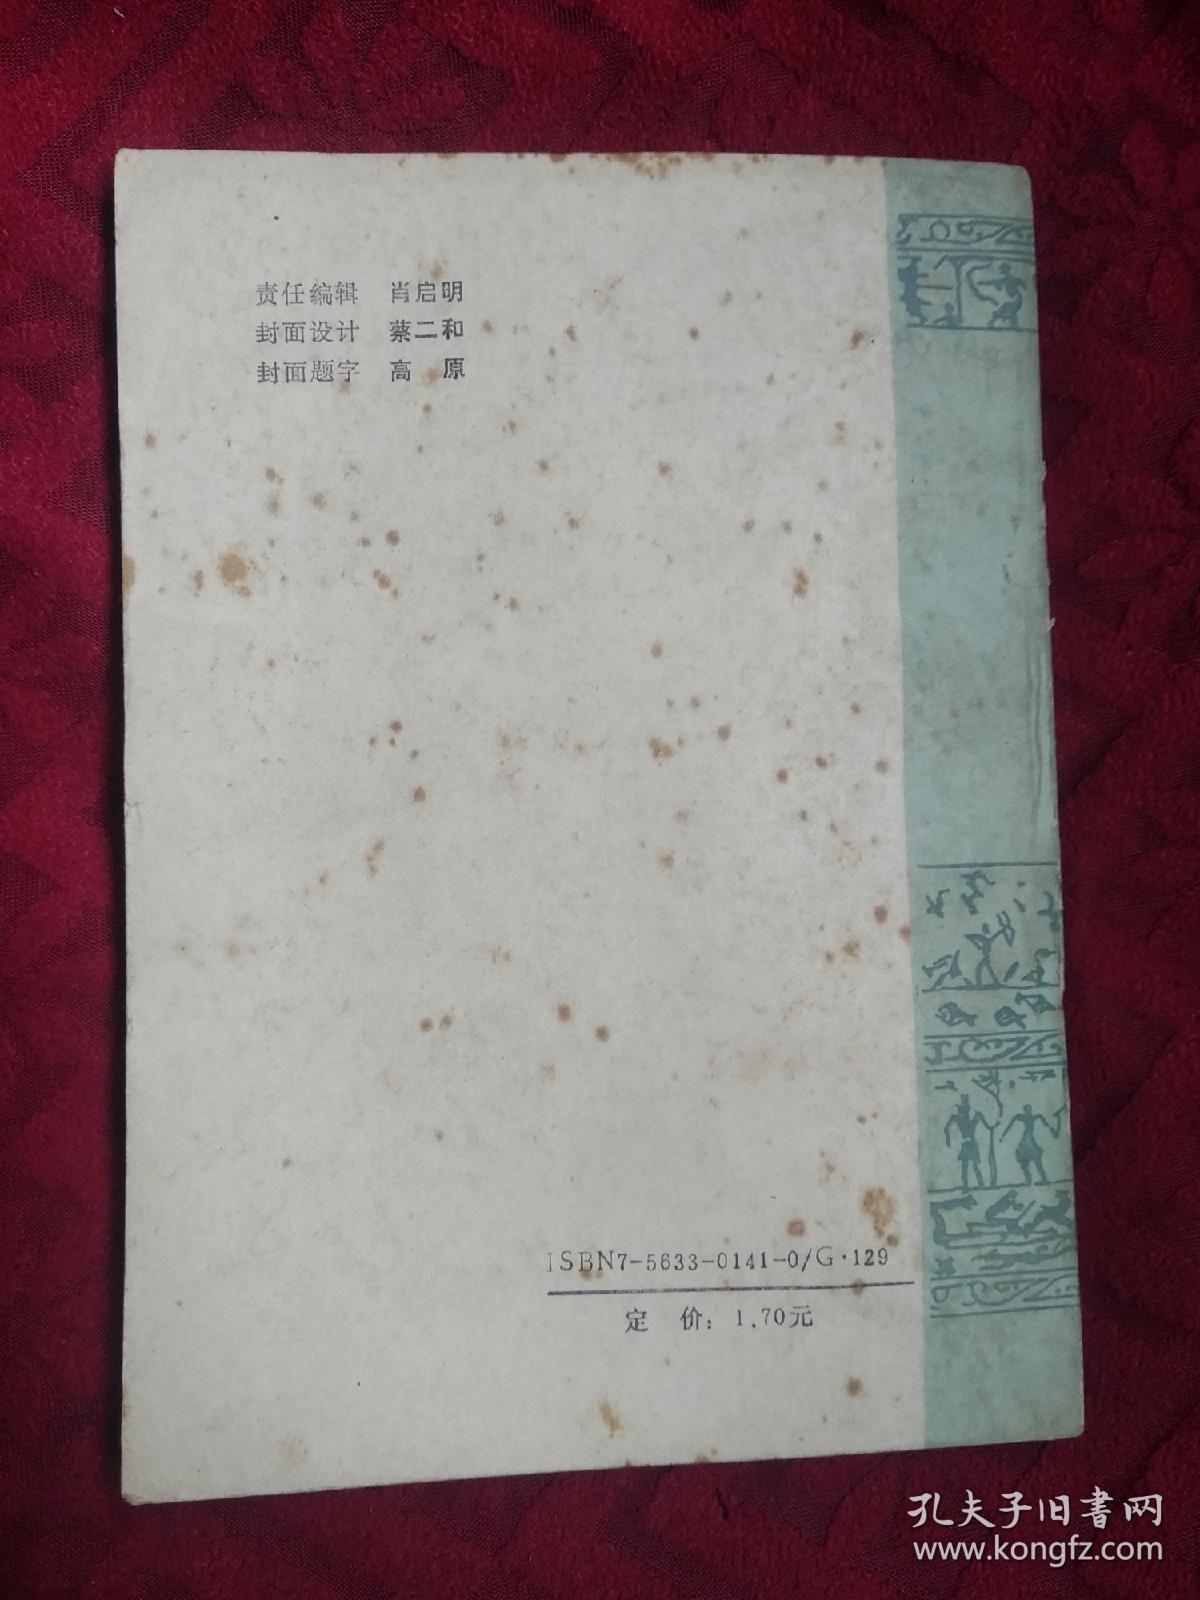 责任编辑 肖启明
封面设计 蔡二和
封面题字 高 原
ISBN7-5633-0141-0/G·129
定 价：1.70元
孔夫子旧書网
www.kongfz.com